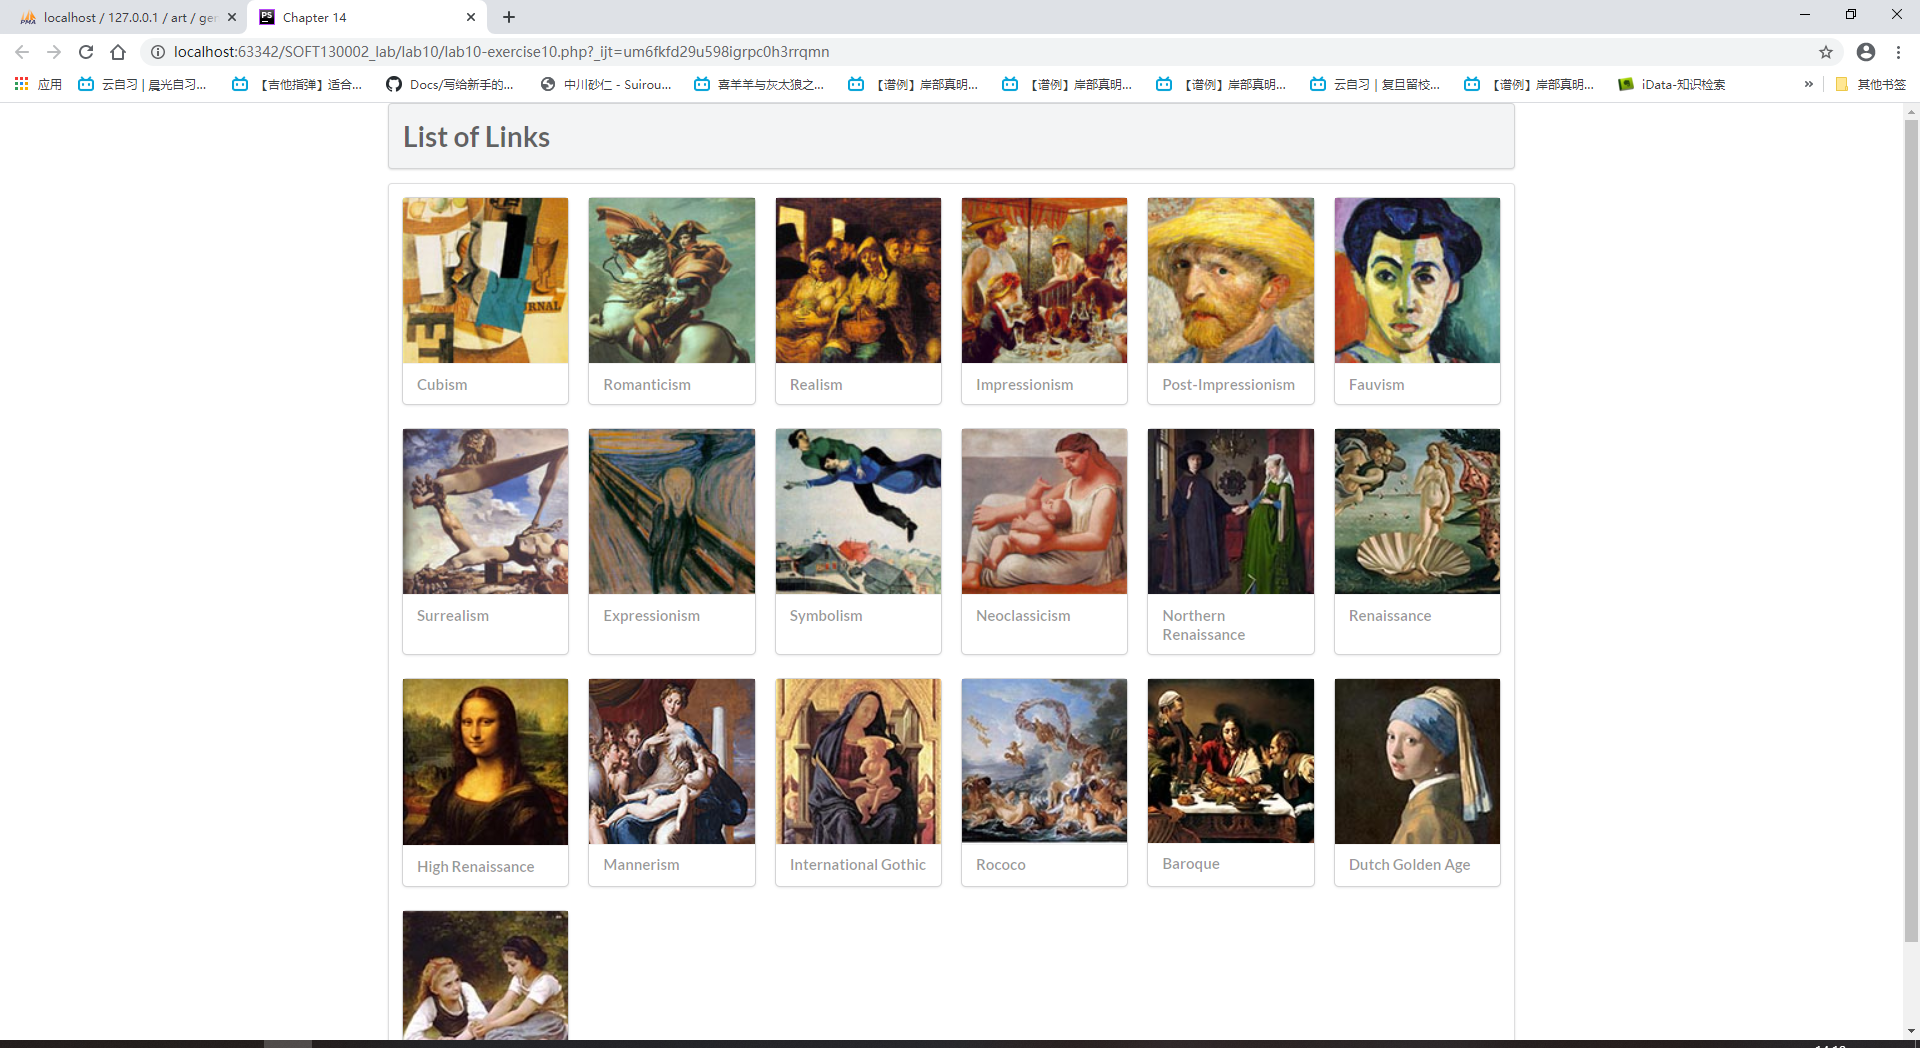 localhost / 127.0.0.1 / art / ger
Chapter 14
localhost:63342/SOFT130002_lab/lab10/lab10-exercise10.php?_ijt=um6fkfd29u598igrpc0h3rrqmn
应用 云自习 | 晨光自习... 【吉他指弹】适合... Docs/写给新手的... 中川砂仁 - Suirou... 喜羊羊与灰太狼之... 【谱例】岸部真明... 【谱例】岸部真明... 【谱例】岸部真明... 云自习 | 复旦留校... 【谱例】岸部真明... iData-知识检索 » 其他书签
List of Links
JOURNAL
Cubism Romanticism Realism Impressionism Post-Impressionism Fauvism
Surrealism Expressionism Symbolism Neoclassicism Northern Renaissance Renaissance
High Renaissance Mannerism International Gothic Rococo Baroque Dutch Golden Age